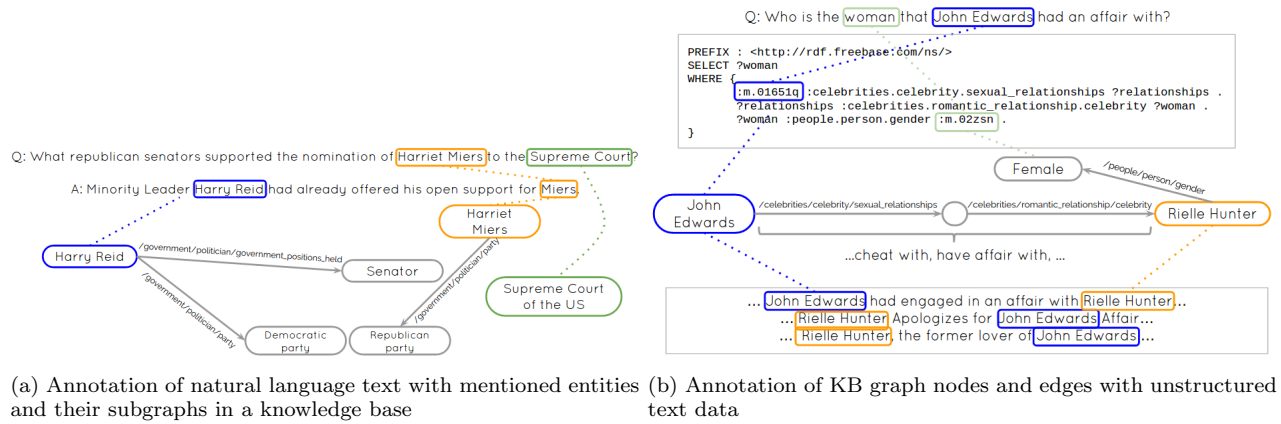 Q: What republican senators supported the nomination of Harriet Miers to the Supreme Court?
A: Minority Leader Harry Reid had already offered his open support for Miers.
Harriet
Miers
Harry Reid
/government/politician/government_positions_held
Senator
/government/politician/party
/government/politician/party
Supreme Court
of the US
Democratic
party
Republican
party
(a) Annotation of natural language text with mentioned entities
and their subgraphs in a knowledge base
Q: Who is the woman that John Edwards had an affair with?
PREFIX : <http://rdf.freebase.com/ns/>
SELECT ?woman
WHERE {
:m.01651q :celebrities.celebrity.sexual_relationships ?relationships .
?relationships :celebrities.romantic_relationship.celebrity ?woman .
?woman :people.person.gender :m.02zsn .
}
Female
/people/person/gender
John
Edwards
/celebrities/celebrity/sexual_relationships
/celebrities/romantic_relationship/celebrity
Rielle Hunter
...cheat with, have affair with, ...
... John Edwards had engaged in an affair with Rielle Hunter...
... Rielle Hunter Apologizes for John Edwards Affair...
... Rielle Hunter, the former lover of John Edwards ...
(b) Annotation of KB graph nodes and edges with unstructured
text data